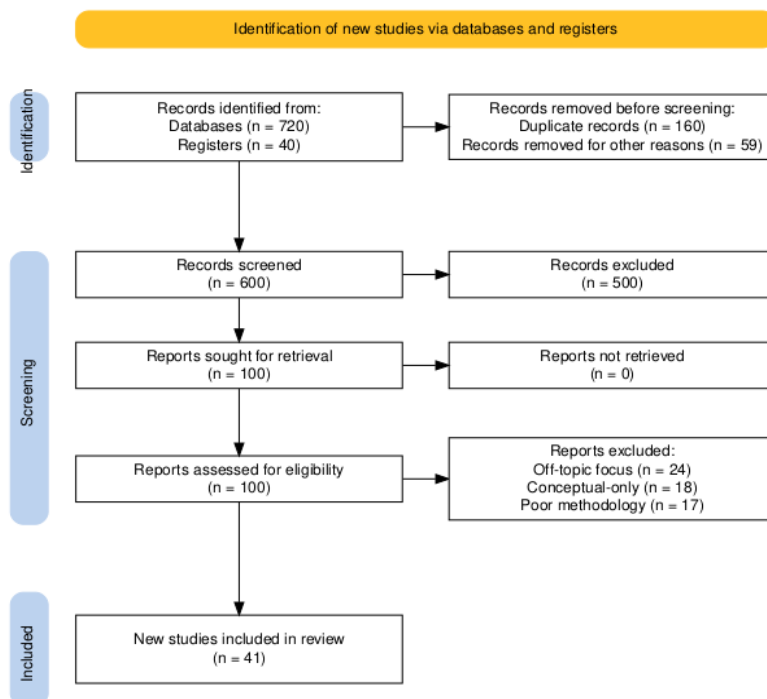 Identification of new studies via databases and registers
Identification
Records identified from:
Databases (n = 720)
Registers (n = 40)
Records removed before screening:
Duplicate records (n = 160)
Records removed for other reasons (n = 59)
Screening
Records screened
(n = 600)
Records excluded
(n = 500)
Reports sought for retrieval
(n = 100)
Reports not retrieved
(n = 0)
Reports assessed for eligibility
(n = 100)
Reports excluded:
Off-topic focus (n = 24)
Conceptual-only (n = 18)
Poor methodology (n = 17)
Included
New studies included in review
(n = 41)